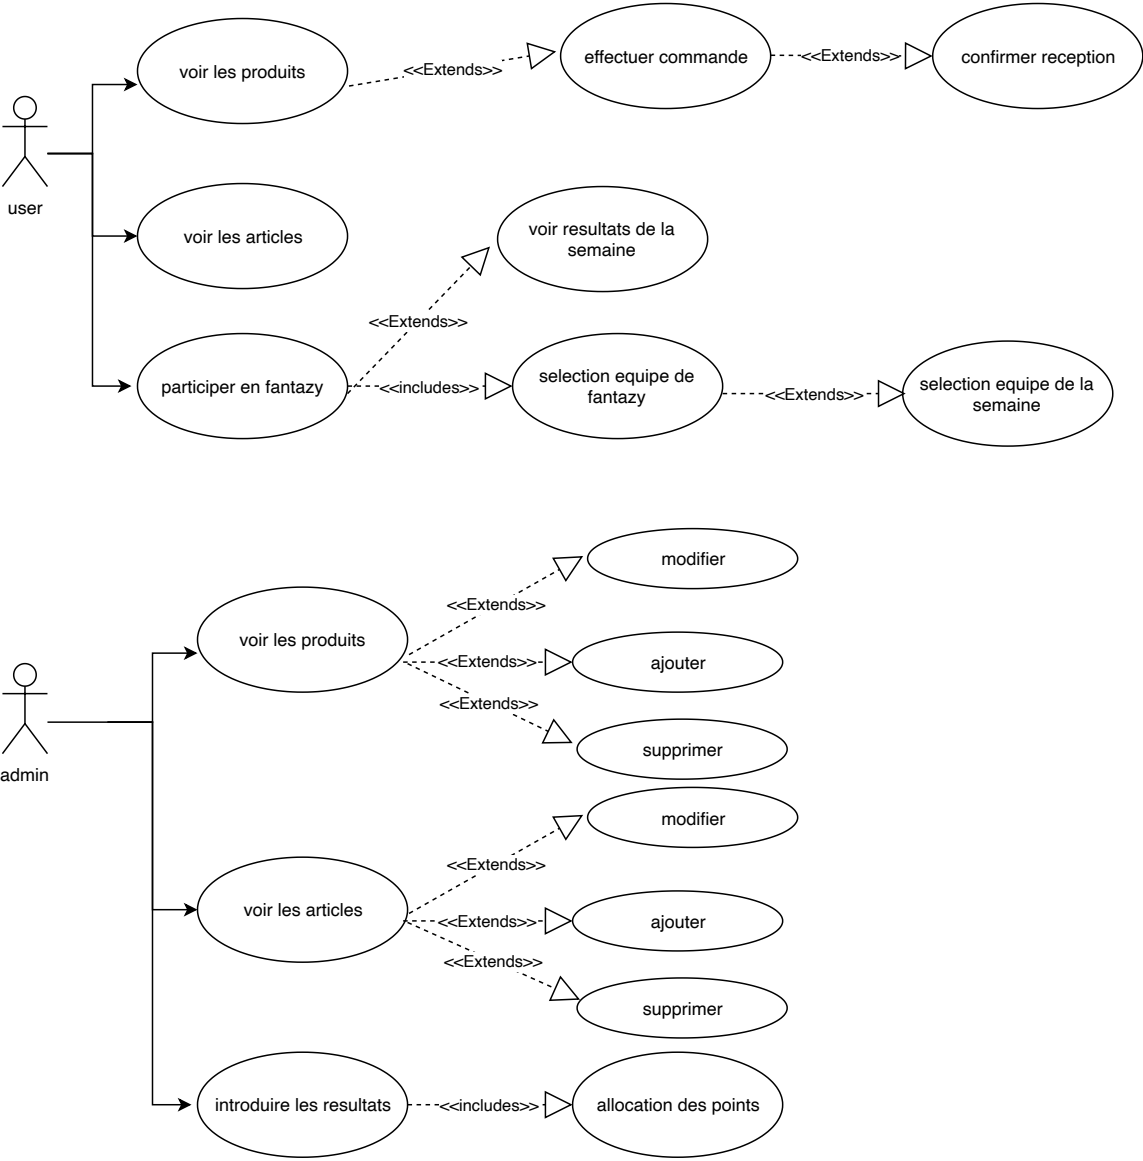 voir les produits
<<Extends>>
effectuer commande
<<Extends>>
confirmer reception
user
voir les articles
voir resultats de la
semaine
<<Extends>>
participer en fantazy
<<includes>>
selection equipe de
fantazy
<<Extends>>
selection equipe de la
semaine
modifier
<<Extends>>
voir les produits
<<Extends>>
ajouter
<<Extends>>
supprimer
admin
modifier
<<Extends>>
voir les articles
<<Extends>>
ajouter
<<Extends>>
supprimer
introduire les resultats
<<includes>>
allocation des points